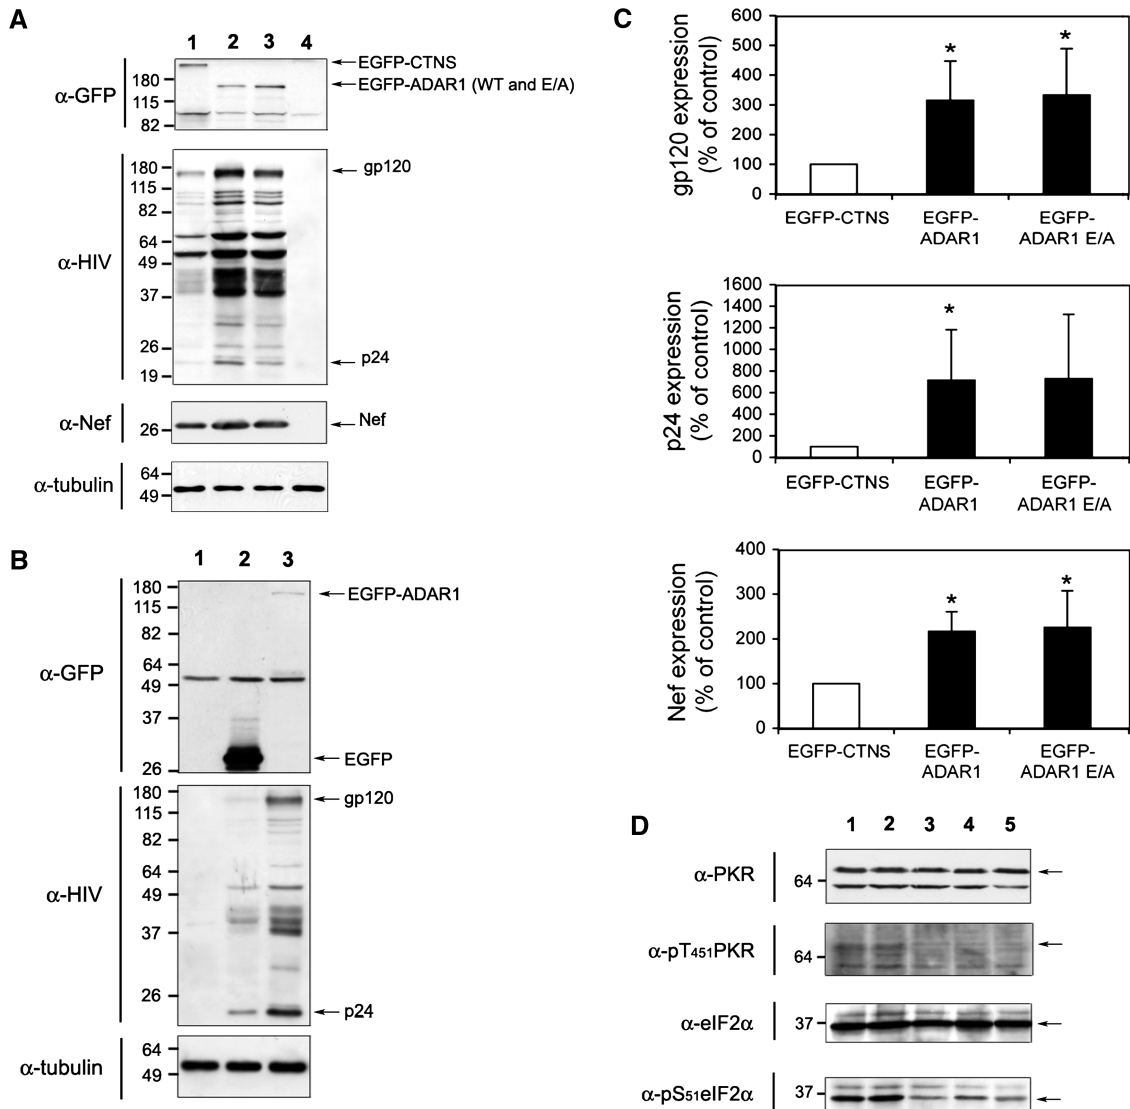 A
1 2 3 4
α-GFP
180
115
82
EGFP-CTNS
EGFP-ADAR1 (WT and E/A)
α-HIV
180
115
82
64
49
37
26
19
gp120
p24
α-Nef
26
Nef
α-tubulin
64
49
B
1 2 3
α-GFP
180
115
82
64
49
37
26
EGFP-ADAR1
EGFP
α-HIV
180
115
82
64
49
37
26
gp120
p24
α-tubulin
64
49
C
gp120 expression
(% of control)
600
500
400
300
200
100
0
* *
EGFP-CTNS
EGFP-
ADAR1
EGFP-
ADAR1 E/A
p24 expression
(% of control)
1600
1400
1200
1000
800
600
400
200
0
*
EGFP-CTNS
EGFP-
ADAR1
EGFP-
ADAR1 E/A
Nef expression
(% of control)
400
300
200
100
0
* *
EGFP-CTNS
EGFP-
ADAR1
EGFP-
ADAR1 E/A
D
1 2 3 4 5
α-PKR
64
α-pT451PKR
64
α-eIF2α
37
α-pS51eIF2α
37